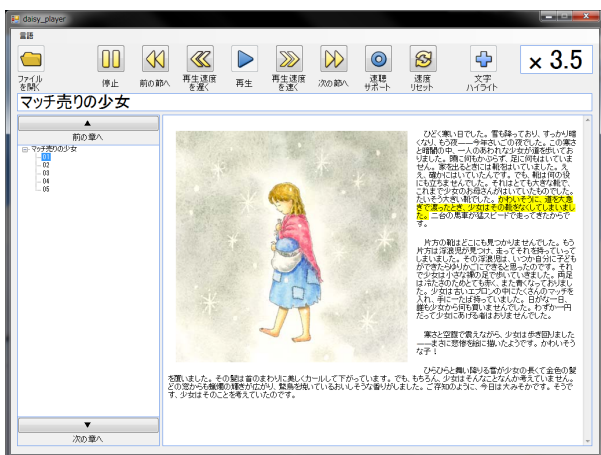 daisy_player
言語
ファイルを開く 停止 前の節へ 再生速度を遅く 再生 再生速度を速く 次の節へ 速聴サポート 速度リセット 文字ハイライト × 3.5
マッチ売りの少女
▲
前の章へ
マッチ売りの少女
01
02
03
04
05
▼
次の章へ
ひどく寒い日でした。雪も降っており、すっかり暗
くなり、もう夜――今年さいごの夜でした。この寒さ
と暗闇の中、一人のあわれな少女が道を歩いてお
りました。頭に何もかぶらず、足に何もはいていま
せん。家を出るときには靴をはいていました。え
え、確かにはいていたんです。でも、靴は何の役
にも立ちませんでした。それはとても大きな靴で、
これまで少女のお母さんがはいていたものでした。
たいそう大きい靴でした。かわいそうに、道を大急
ぎで渡ったとき、少女はその靴をなくしてしまいまし
た。二台の馬車が猛スピードで走ってきたからで
す。
片方の靴はどこにも見つかりませんでした。もう
片方は浮浪児が見つけ、走ってそれを持っていって
しまいました。その浮浪児は、いつか自分に子ども
ができたらゆりかごにできると思ったのです。それ
で少女は小さな裸の足で歩いていきました。両足
は冷たさのためとても赤く、また青くなっておりまし
た。少女は古いエプロンの中にたくさんのマッチを
入れ、手に一たば持っていました。日がな一日、
誰も少女から何も買いませんでした。わずか一円
だって少女にあげる者はおりませんでした。
寒さと空腹で震えながら、少女は歩き回りました
――まさに悲惨を絵に描いたようです。かわいそう
な子！
ひらひらと舞い降りる雪が少女の長くて金色の髪
を覆いました。その髪は首のまわりに美しくカールして下がっています。でも、もちろん、少女はそんなことなんか考えていません。
どの窓からも蝋燭の輝きが広がり、鵞鳥を焼いているおいしそうな香りがしました。ご存知のように、今日は大みそかです。そうで
す、少女はそのことを考えていたのです。